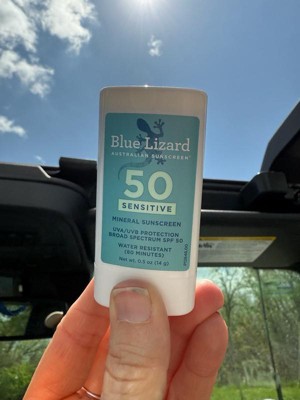 Blue Lizard
AUSTRALIAN SUNSCREEN
50
SENSITIVE
MINERAL SUNSCREEN
UVA/UVB PROTECTION
BROAD SPECTRUM SPF 50
WATER RESISTANT
(80 MINUTES)
Net wt. 0.5 oz (14 g)